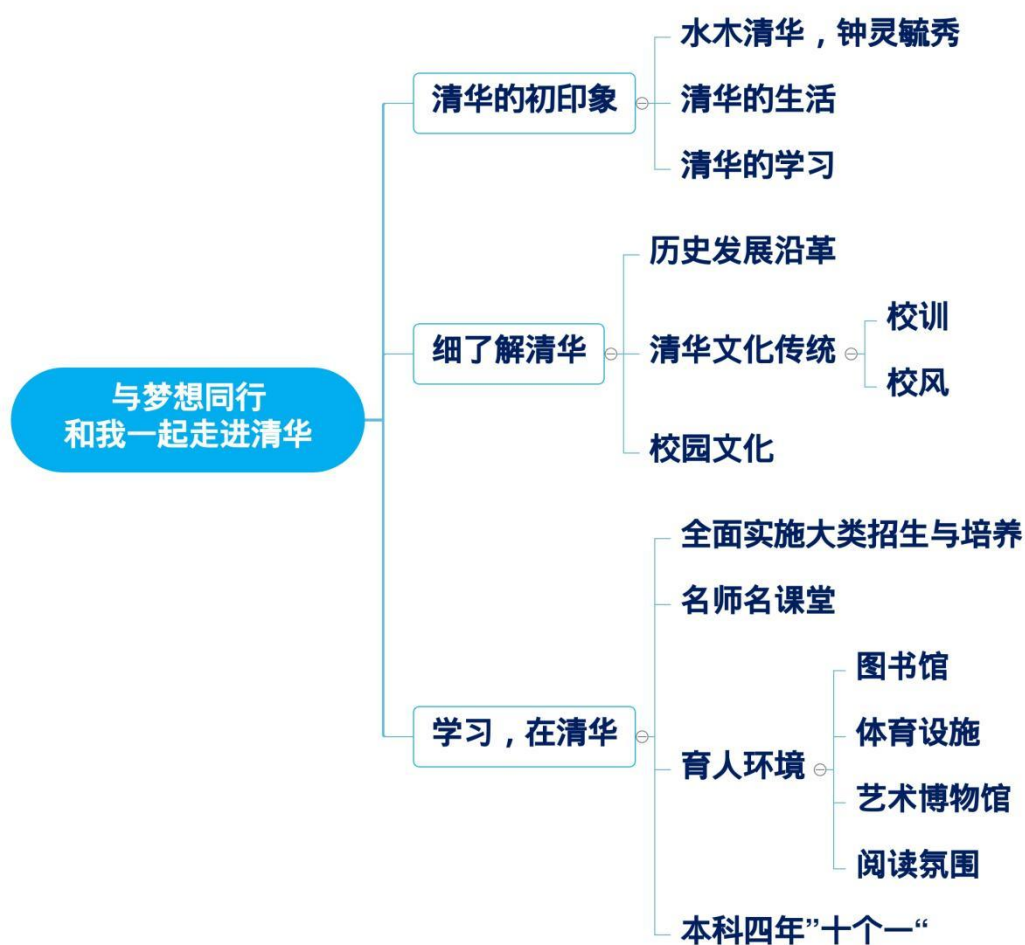 与梦想同行
和我一起走进清华
清华的初印象
水木清华，钟灵毓秀
清华的生活
清华的学习
细了解清华
历史发展沿革
清华文化传统
校训
校风
校园文化
学习，在清华
全面实施大类招生与培养
名师名课堂
育人环境
图书馆
体育设施
艺术博物馆
阅读氛围
本科四年”十个一“